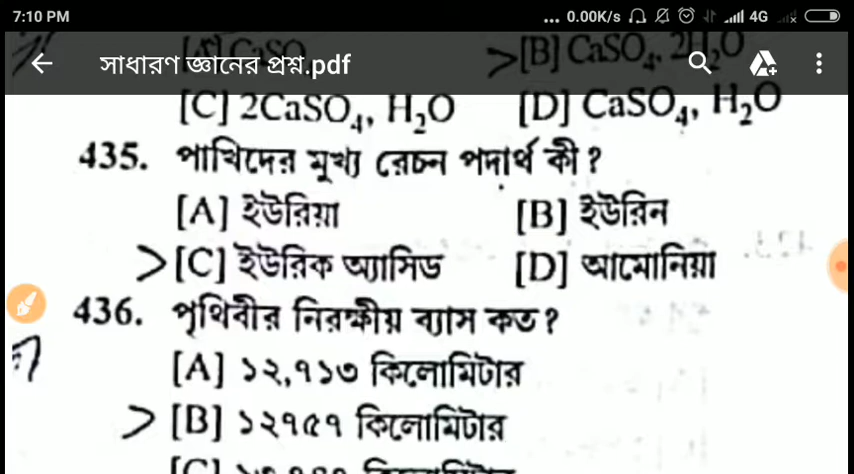 7:10 PM ... 0.00K/s 4G
সাধারণ জ্ঞানের প্রশ্ন.pdf
[B] CaSO₄, 2H₂O
[C] 2CaSO₄, H₂O [D] CaSO₄, H₂O
435. পাখিদের মুখ্য রেচন পদার্থ কী?
[A] ইউরিয়া [B] ইউরিন
[C] ইউরিক অ্যাসিড [D] আমোনিয়া
436. পৃথিবীর নিরক্ষীয় ব্যাস কত?
[A] ১২,৭১৩ কিলোমিটার
[B] ১২৭৫৭ কিলোমিটার